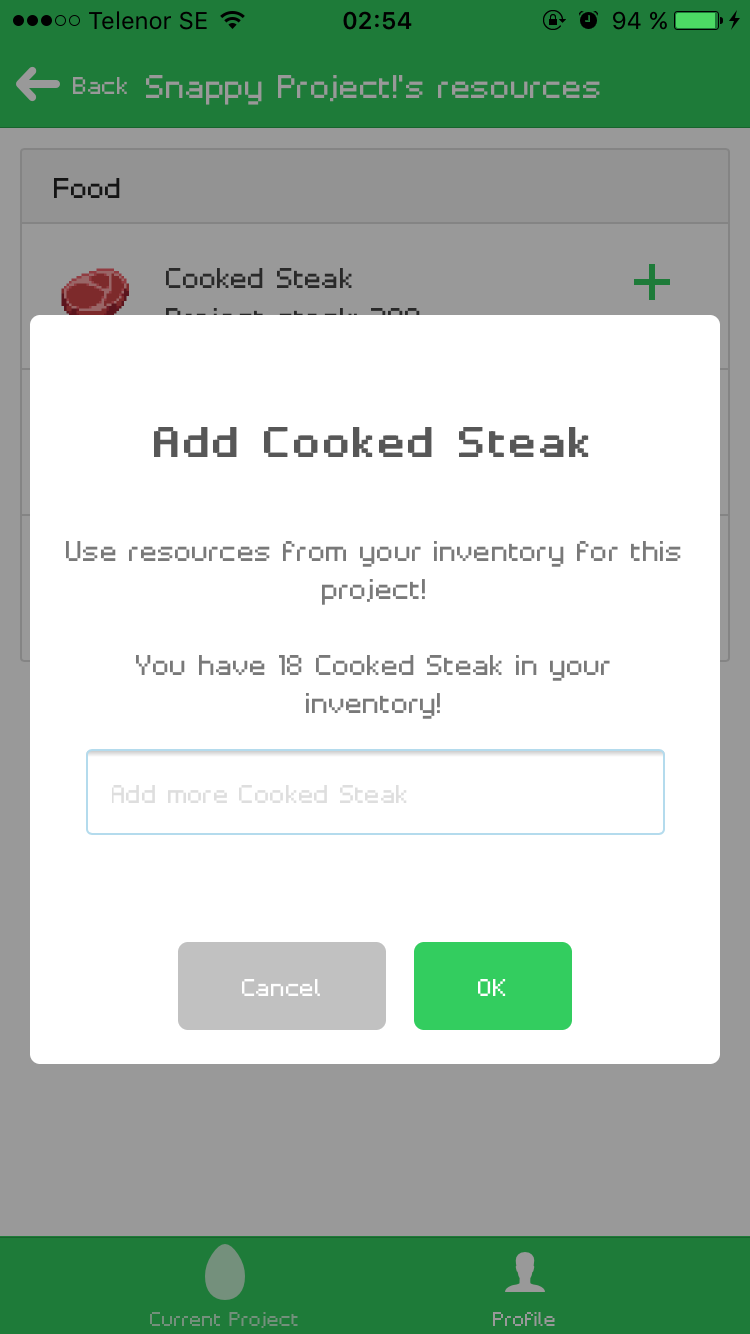 Telenor SE 02:54 94 %
Back Snappy Project!'s resources
Food
Cooked Steak
Add Cooked Steak
Use resources from your inventory for this
project!
You have 18 Cooked Steak in your
inventory!
Add more Cooked Steak
Cancel OK
Current Project Profile